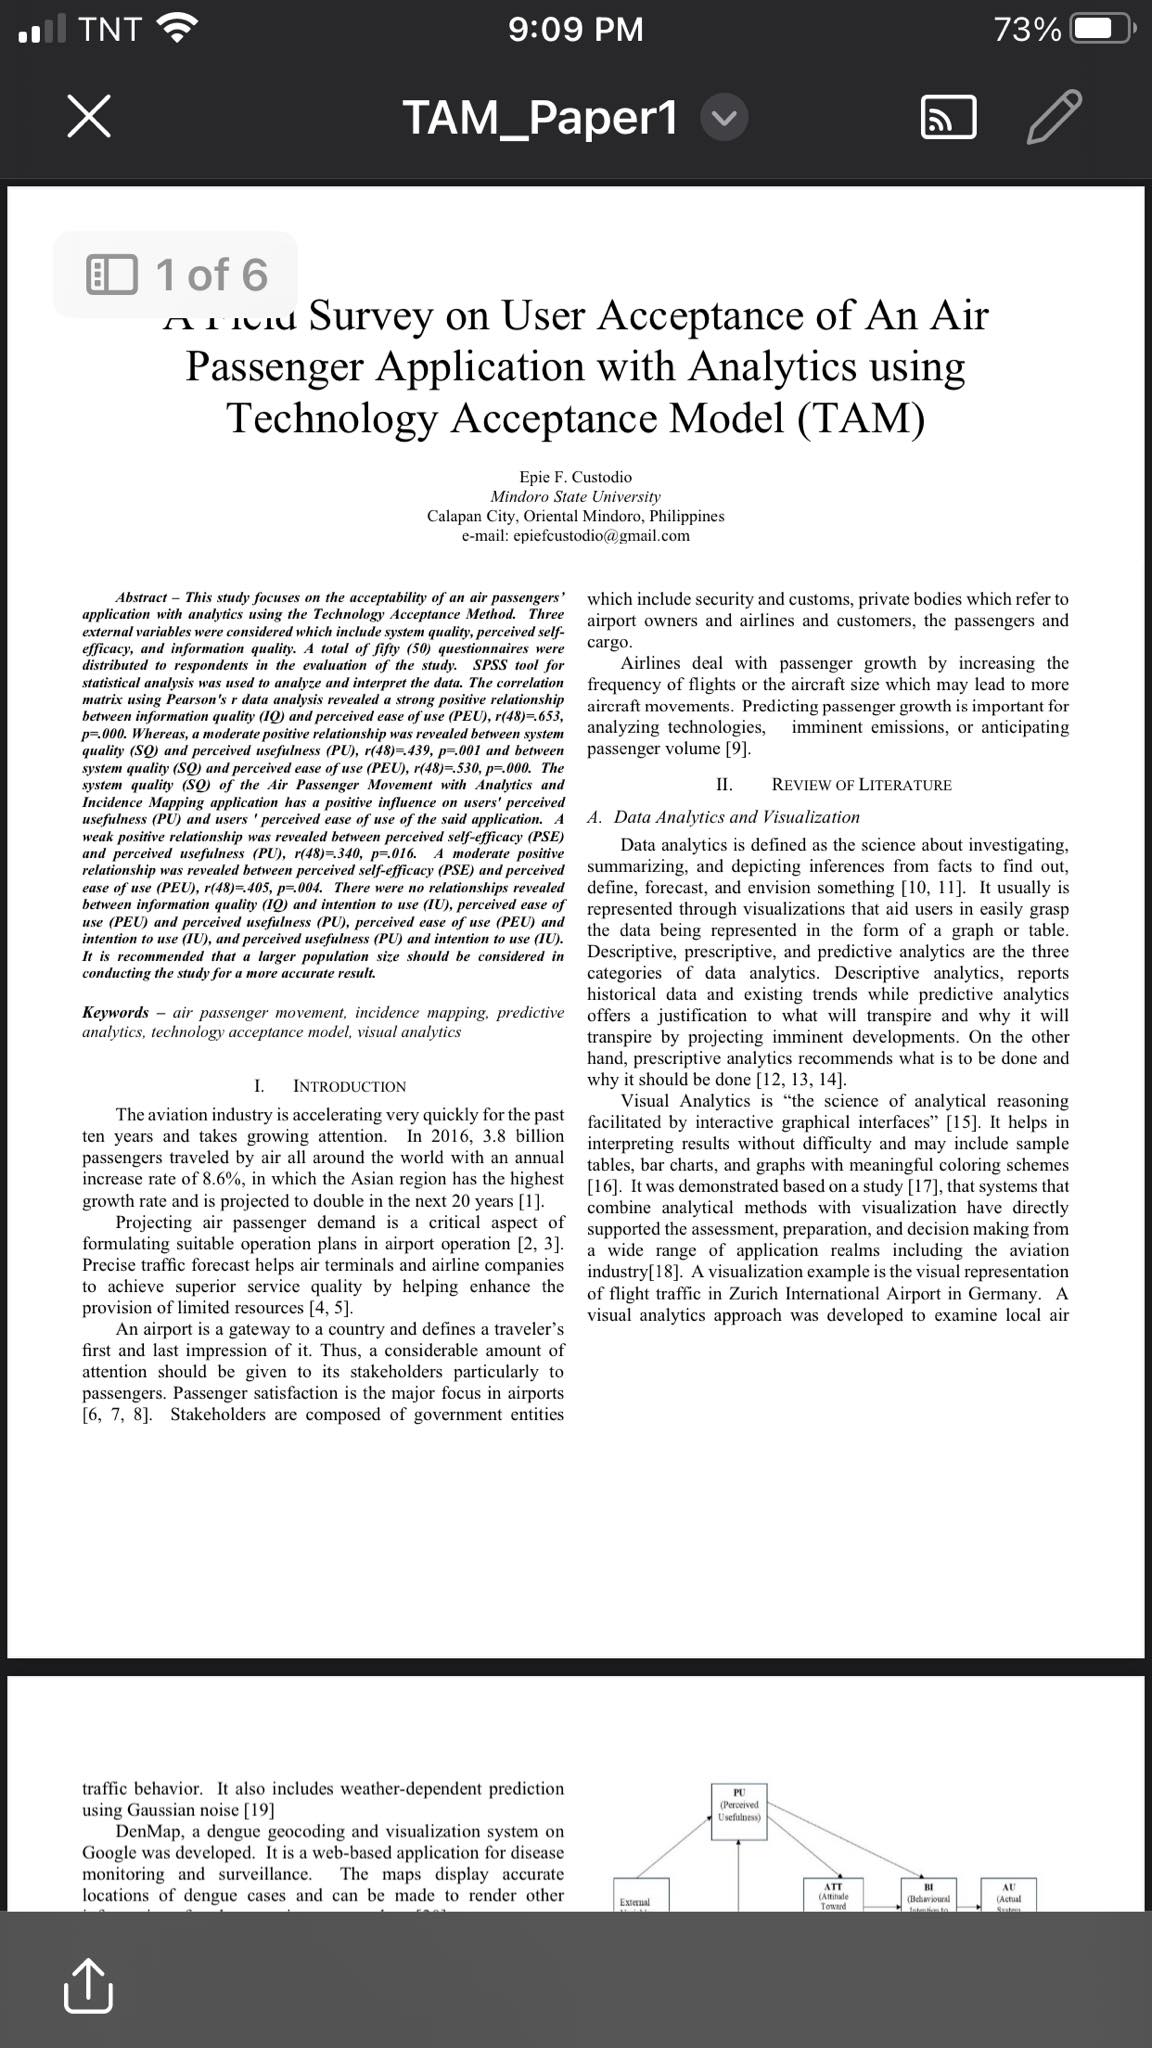 TNT
9:09 PM
73%
TAM_Paper1
1 of 6
A Field Survey on User Acceptance of An Air
Passenger Application with Analytics using
Technology Acceptance Model (TAM)
Epie F. Custodio
Mindoro State University
Calapan City, Oriental Mindoro, Philippines
e-mail: epiefcustodio@gmail.com
Abstract – This study focuses on the acceptability of an air passengers’
application with analytics using the Technology Acceptance Method. Three
external variables were considered which include system quality, perceived self-
efficacy, and information quality. A total of fifty (50) questionnaires were
distributed to respondents in the evaluation of the study. SPSS tool for
statistical analysis was used to analyze and interpret the data. The correlation
matrix using Pearson's r data analysis revealed a strong positive relationship
between information quality (IQ) and perceived ease of use (PEU), r(48)=.653,
p=.000. Whereas, a moderate positive relationship was revealed between system
quality (SQ) and perceived usefulness (PU), r(48)=.439, p=.001 and between
system quality (SQ) and perceived ease of use (PEU), r(48)=.530, p=.000. The
system quality (SQ) of the Air Passenger Movement with Analytics and
Incidence Mapping application has a positive influence on users' perceived
usefulness (PU) and users ' perceived ease of use of the said application. A
weak positive relationship was revealed between perceived self-efficacy (PSE)
and perceived usefulness (PU), r(48)=.340, p=.016. A moderate positive
relationship was revealed between perceived self-efficacy (PSE) and perceived
ease of use (PEU), r(48)=.405, p=.004. There were no relationships revealed
between information quality (IQ) and intention to use (IU), perceived ease of
use (PEU) and perceived usefulness (PU), perceived ease of use (PEU) and
intention to use (IU), and perceived usefulness (PU) and intention to use (IU).
It is recommended that a larger population size should be considered in
conducting the study for a more accurate result.
Keywords – air passenger movement, incidence mapping, predictive
analytics, technology acceptance model, visual analytics
I. INTRODUCTION
The aviation industry is accelerating very quickly for the past
ten years and takes growing attention. In 2016, 3.8 billion
passengers traveled by air all around the world with an annual
increase rate of 8.6%, in which the Asian region has the highest
growth rate and is projected to double in the next 20 years [1].
Projecting air passenger demand is a critical aspect of
formulating suitable operation plans in airport operation [2, 3].
Precise traffic forecast helps air terminals and airline companies
to achieve superior service quality by helping enhance the
provision of limited resources [4, 5].
An airport is a gateway to a country and defines a traveler’s
first and last impression of it. Thus, a considerable amount of
attention should be given to its stakeholders particularly to
passengers. Passenger satisfaction is the major focus in airports
[6, 7, 8]. Stakeholders are composed of government entities
which include security and customs, private bodies which refer to
airport owners and airlines and customers, the passengers and
cargo.
Airlines deal with passenger growth by increasing the
frequency of flights or the aircraft size which may lead to more
aircraft movements. Predicting passenger growth is important for
analyzing technologies, imminent emissions, or anticipating
passenger volume [9].
II. REVIEW OF LITERATURE
A. Data Analytics and Visualization
Data analytics is defined as the science about investigating,
summarizing, and depicting inferences from facts to find out,
define, forecast, and envision something [10, 11]. It usually is
represented through visualizations that aid users in easily grasp
the data being represented in the form of a graph or table.
Descriptive, prescriptive, and predictive analytics are the three
categories of data analytics. Descriptive analytics, reports
historical data and existing trends while predictive analytics
offers a justification to what will transpire and why it will
transpire by projecting imminent developments. On the other
hand, prescriptive analytics recommends what is to be done and
why it should be done [12, 13, 14].
Visual Analytics is “the science of analytical reasoning
facilitated by interactive graphical interfaces” [15]. It helps in
interpreting results without difficulty and may include sample
tables, bar charts, and graphs with meaningful coloring schemes
[16]. It was demonstrated based on a study [17], that systems that
combine analytical methods with visualization have directly
supported the assessment, preparation, and decision making from
a wide range of application realms including the aviation
industry[18]. A visualization example is the visual representation
of flight traffic in Zurich International Airport in Germany. A
visual analytics approach was developed to examine local air
traffic behavior. It also includes weather-dependent prediction
using Gaussian noise [19]
DenMap, a dengue geocoding and visualization system on
Google was developed. It is a web-based application for disease
monitoring and surveillance. The maps display accurate
locations of dengue cases and can be made to render other
PU
(Perceived
Usefulness)
External
ATT
(Attitude
Toward
BI
(Behavioural
AU
(Actual